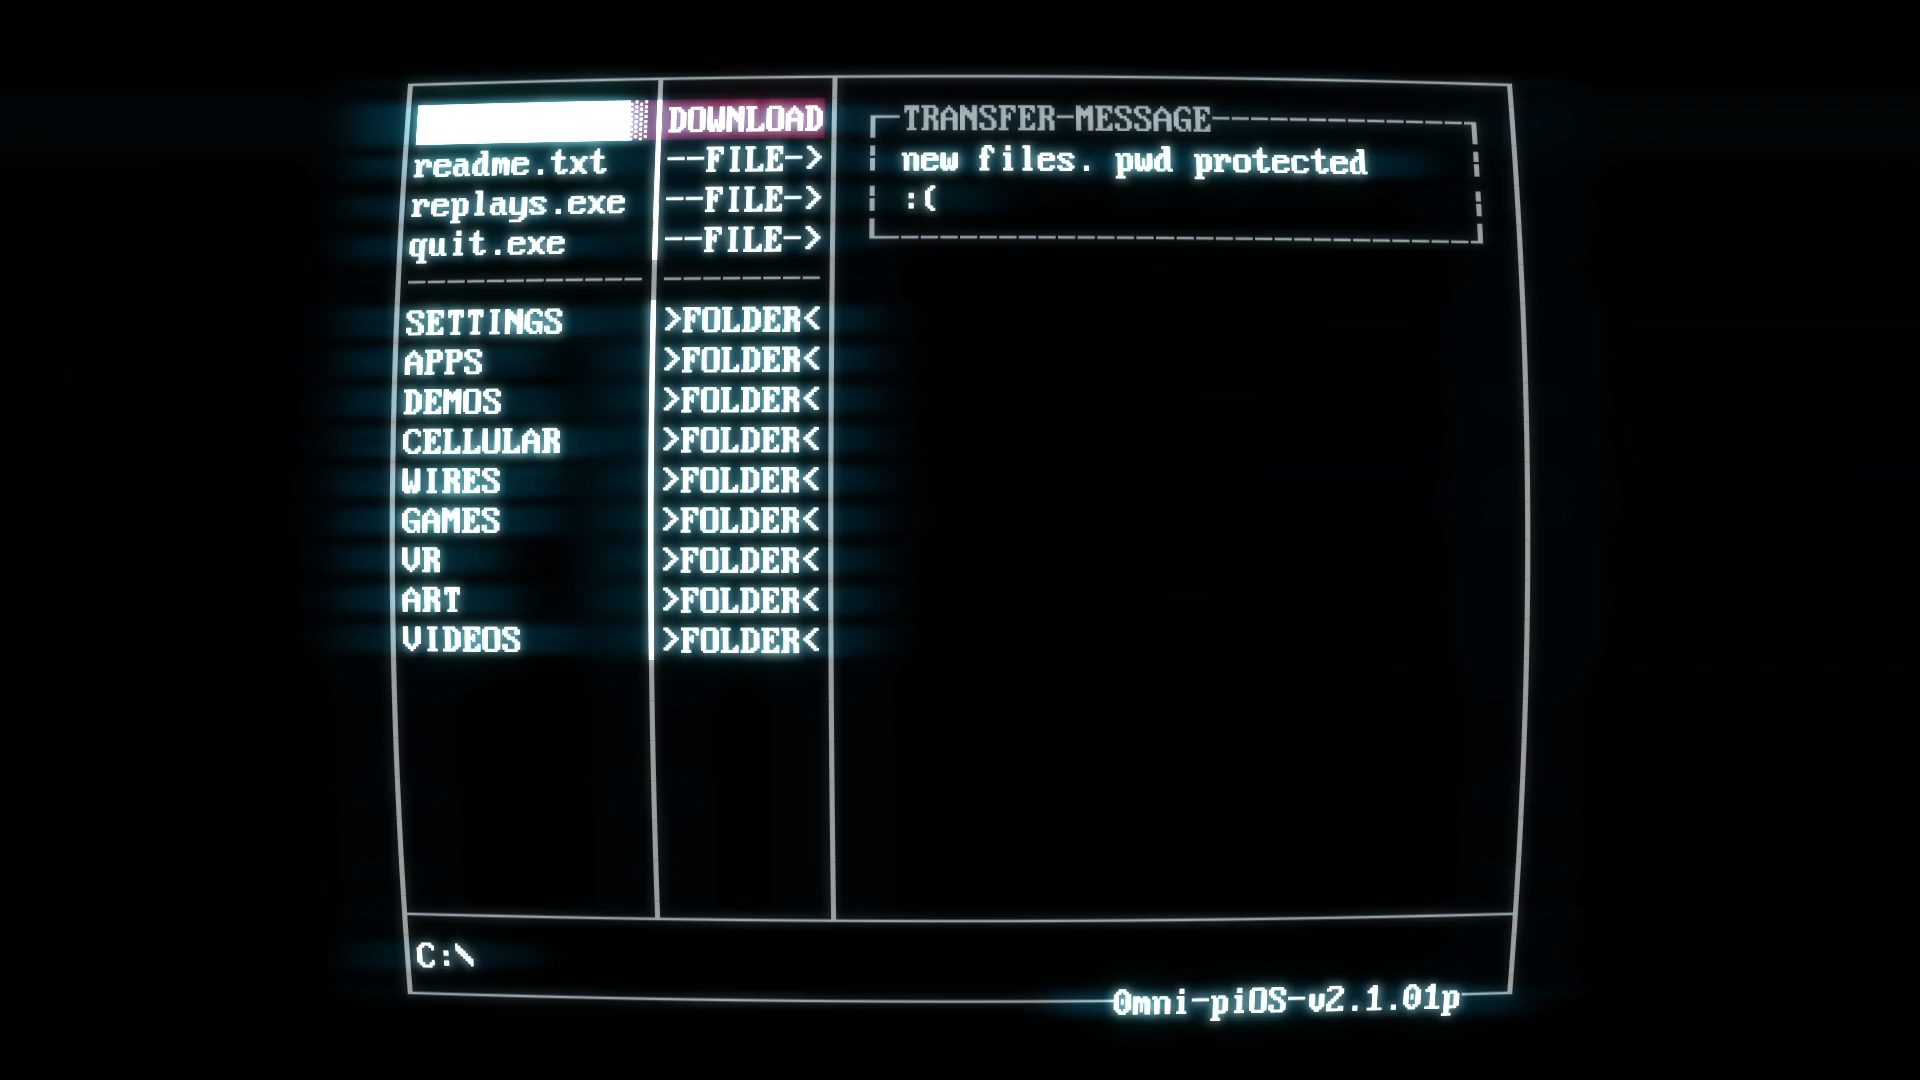 DOWNLOAD
readme.txt --FILE->
replays.exe --FILE->
quit.exe --FILE->
SETTINGS >FOLDER<
APPS >FOLDER<
DEMOS >FOLDER<
CELLULAR >FOLDER<
WIRES >FOLDER<
GAMES >FOLDER<
VR >FOLDER<
ART >FOLDER<
VIDEOS >FOLDER<
TRANSFER-MESSAGE
new files. pwd protected
:(
C:\
0mni-piOS-v2.1.01p